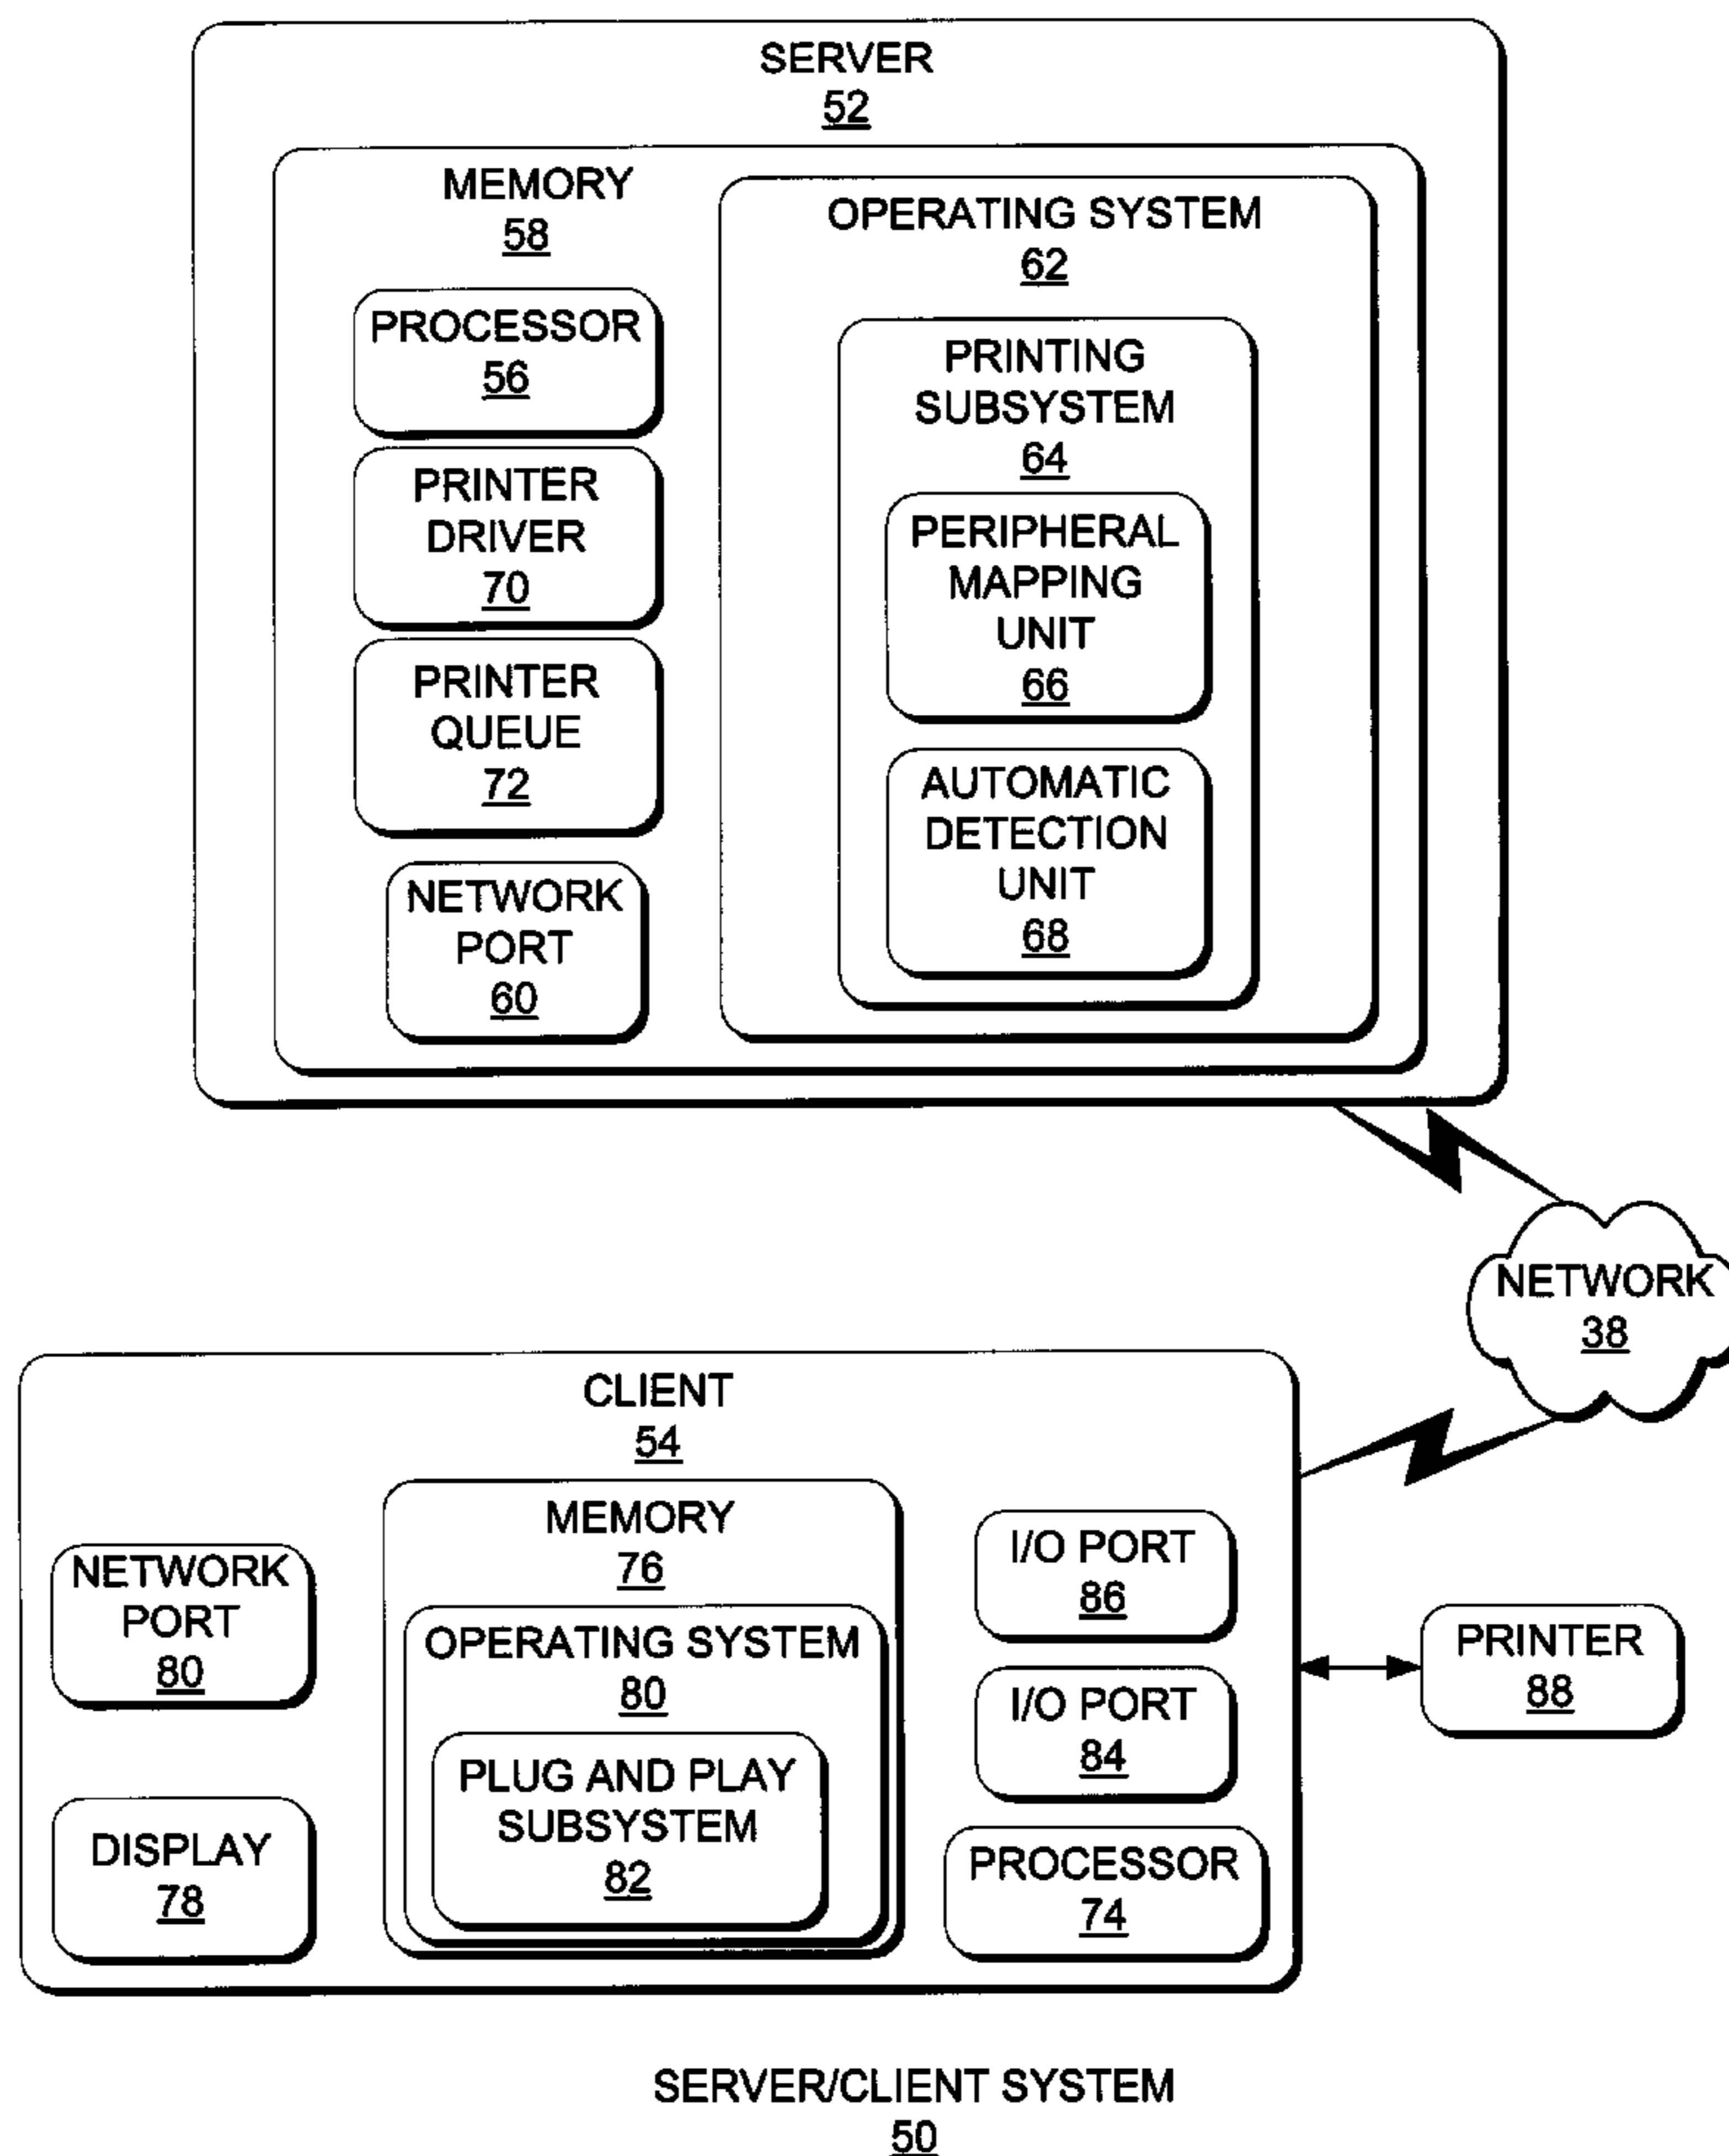 SERVER
52
MEMORY
58
PROCESSOR
56
PRINTER
DRIVER
70
PRINTER
QUEUE
72
NETWORK
PORT
60
OPERATING SYSTEM
62
PRINTING
SUBSYSTEM
64
PERIPHERAL
MAPPING
UNIT
66
AUTOMATIC
DETECTION
UNIT
68
NETWORK
38
CLIENT
54
NETWORK
PORT
80
DISPLAY
78
MEMORY
76
OPERATING SYSTEM
80
PLUG AND PLAY
SUBSYSTEM
82
I/O PORT
86
I/O PORT
84
PROCESSOR
74
PRINTER
88
SERVER/CLIENT SYSTEM
50